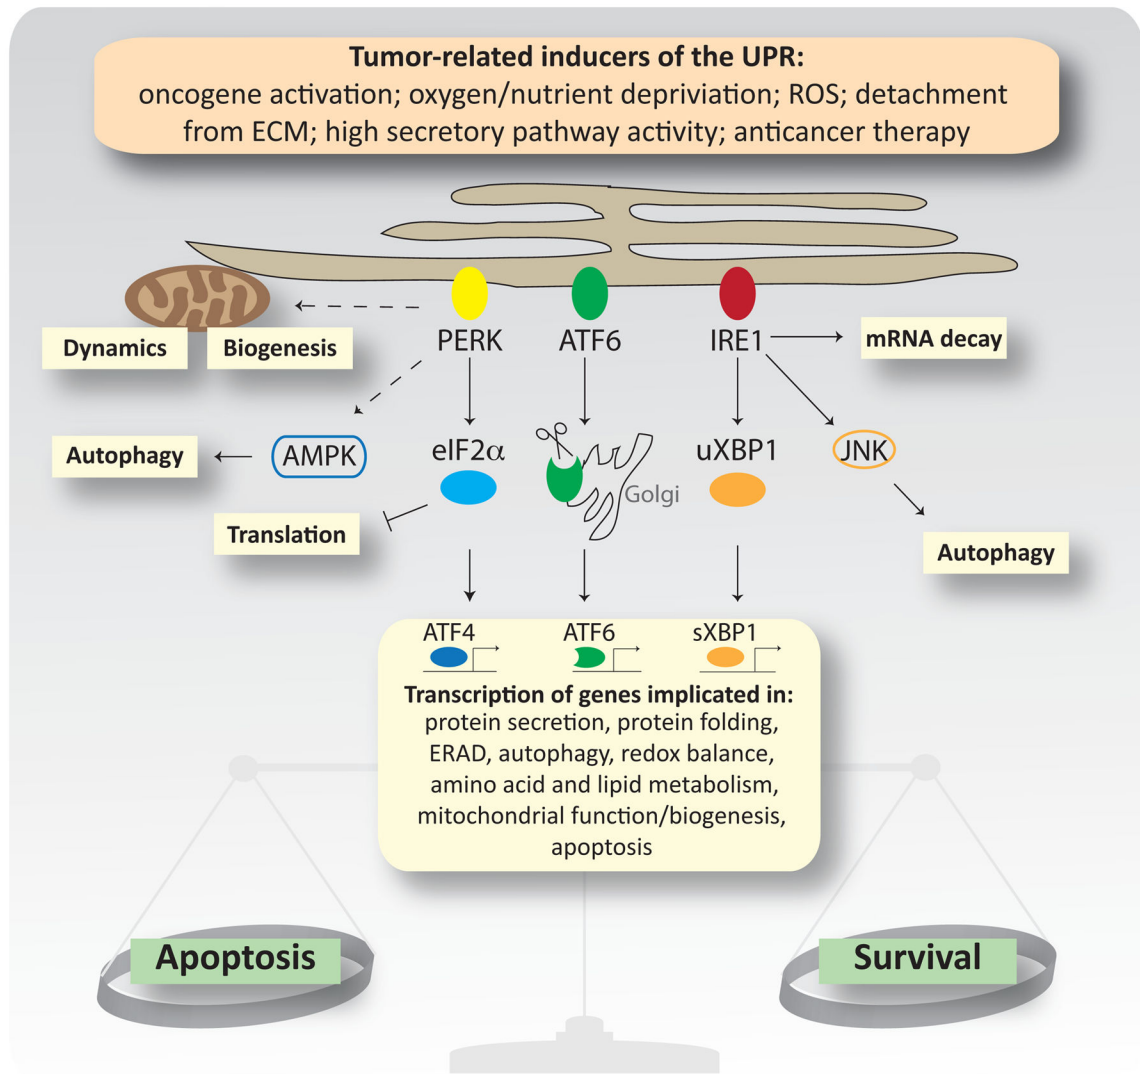 Tumor-related inducers of the UPR:
oncogene activation; oxygen/nutrient depriviation; ROS; detachment
from ECM; high secretory pathway activity; anticancer therapy
PERK
ATF6
IRE1
mRNA decay
Dynamics
Biogenesis
Autophagy
AMPK
eIF2α
Golgi
uXBP1
JNK
Translation
Autophagy
ATF4
ATF6
sXBP1
Transcription of genes implicated in:
protein secretion, protein folding,
ERAD, autophagy, redox balance,
amino acid and lipid metabolism,
mitochondrial function/biogenesis,
apoptosis
Apoptosis
Survival